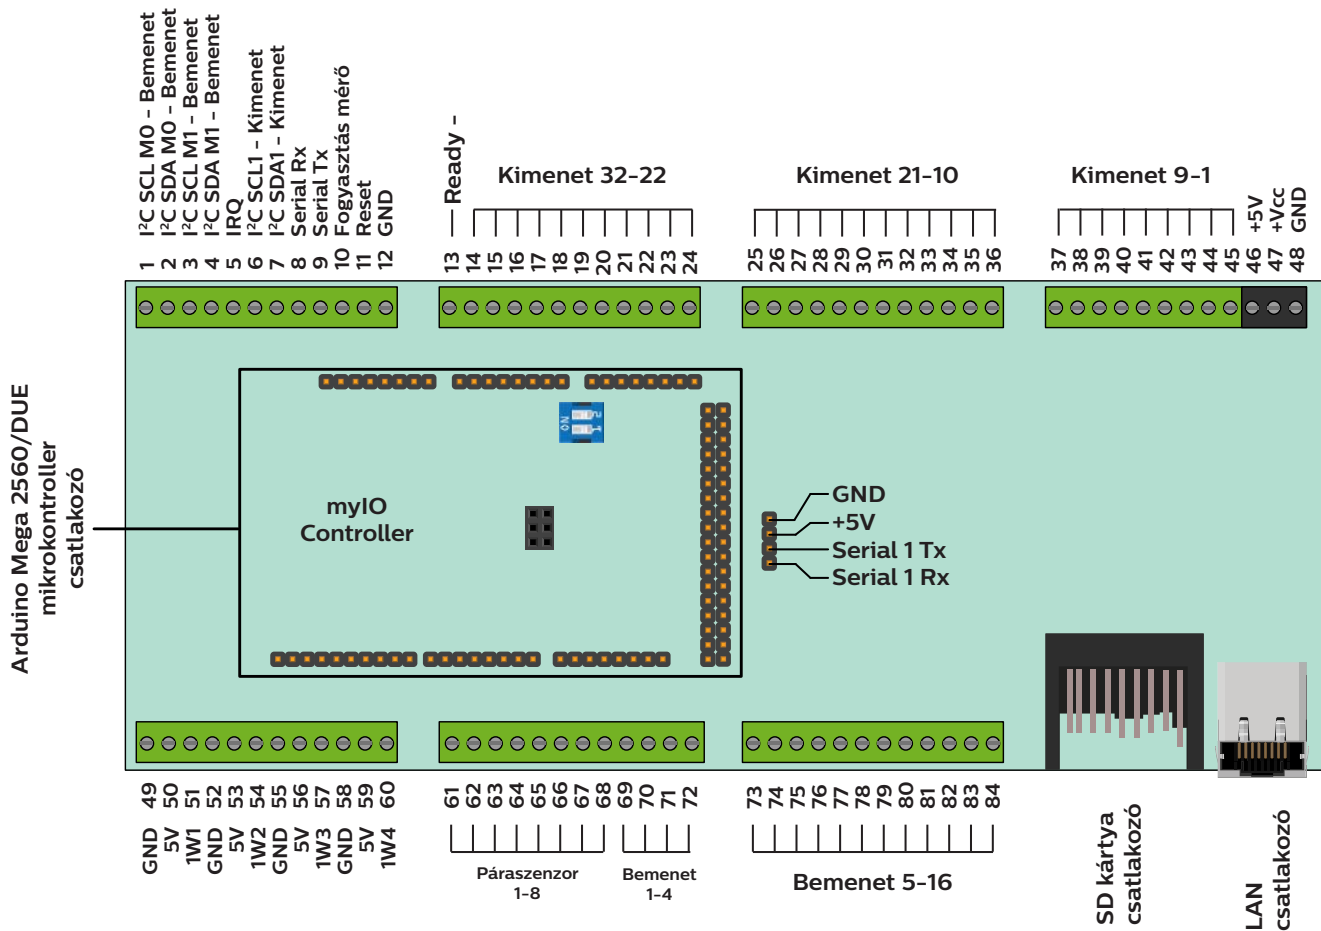 I²C SCL M0 - Bemenet
I²C SDA M0 - Bemenet
I²C SCL M1 - Bemenet
I²C SDA M1 - Bemenet
IRQ
I²C SCL1 - Kimenet
I²C SDA1 - Kimenet
Serial Rx
Serial Tx
Fogyasztás mérő
Reset
GND
Ready -
Kimenet 32-22
Kimenet 21-10
Kimenet 9-1
+5V
+Vcc
GND
1 2 3 4 5 6 7 8 9 10 11 12
13 14 15 16 17 18 19 20 21 22 23 24
25 26 27 28 29 30 31 32 33 34 35 36
37 38 39 40 41 42 43 44 45 46 47 48
Arduino Mega 2560/DUE
mikrokontroller
csatlakozó
ON
1 2
myIO
Controller
GND
+5V
Serial 1 Tx
Serial 1 Rx
49 50 51 52 53 54 55 56 57 58 59 60
GND 5V 1W1 GND 5V 1W2 GND 5V 1W3 GND 5V 1W4
61 62 63 64 65 66 67 68 69 70 71 72
Páraszenzor
1-8
Bemenet
1-4
73 74 75 76 77 78 79 80 81 82 83 84
Bemenet 5-16
SD kártya
csatlakozó
LAN
csatlakozó